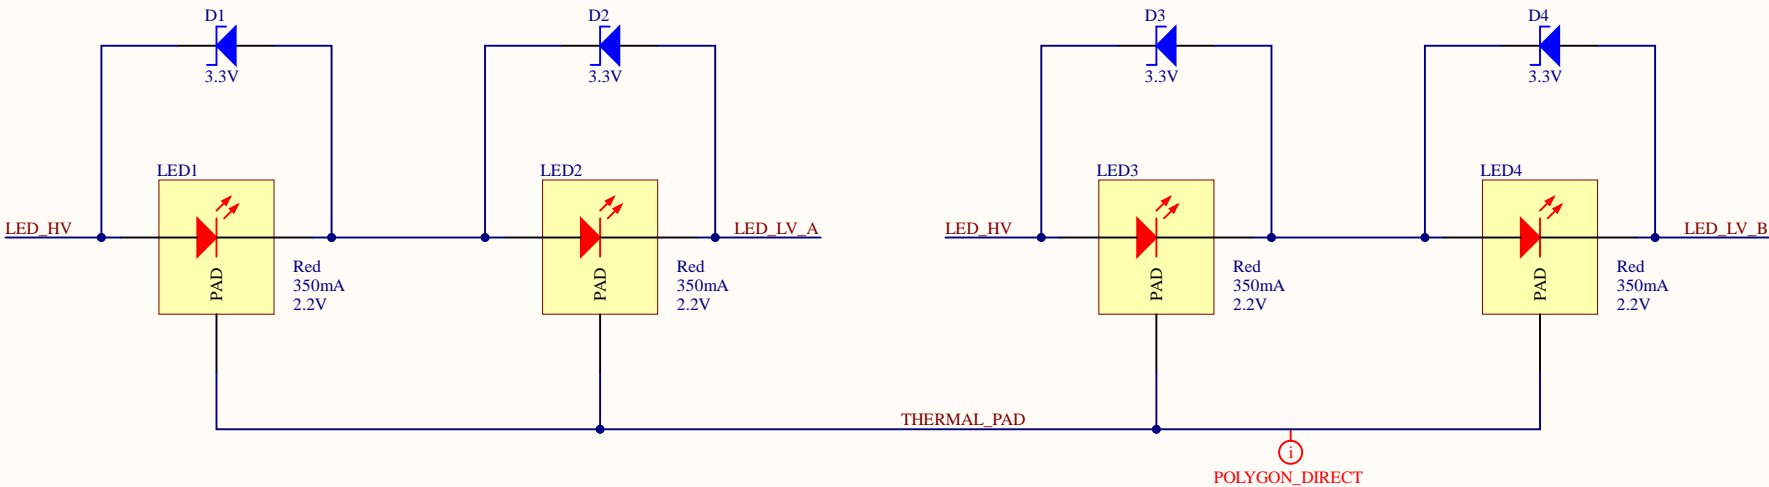 D1
3.3V
D2
3.3V
D3
3.3V
D4
3.3V
LED1
LED2
LED3
LED4
LED_HV
LED_LV_A
LED_HV
LED_LV_B
PAD
Red
350mA
2.2V
PAD
Red
350mA
2.2V
PAD
Red
350mA
2.2V
PAD
Red
350mA
2.2V
THERMAL_PAD
i
POLYGON_DIRECT